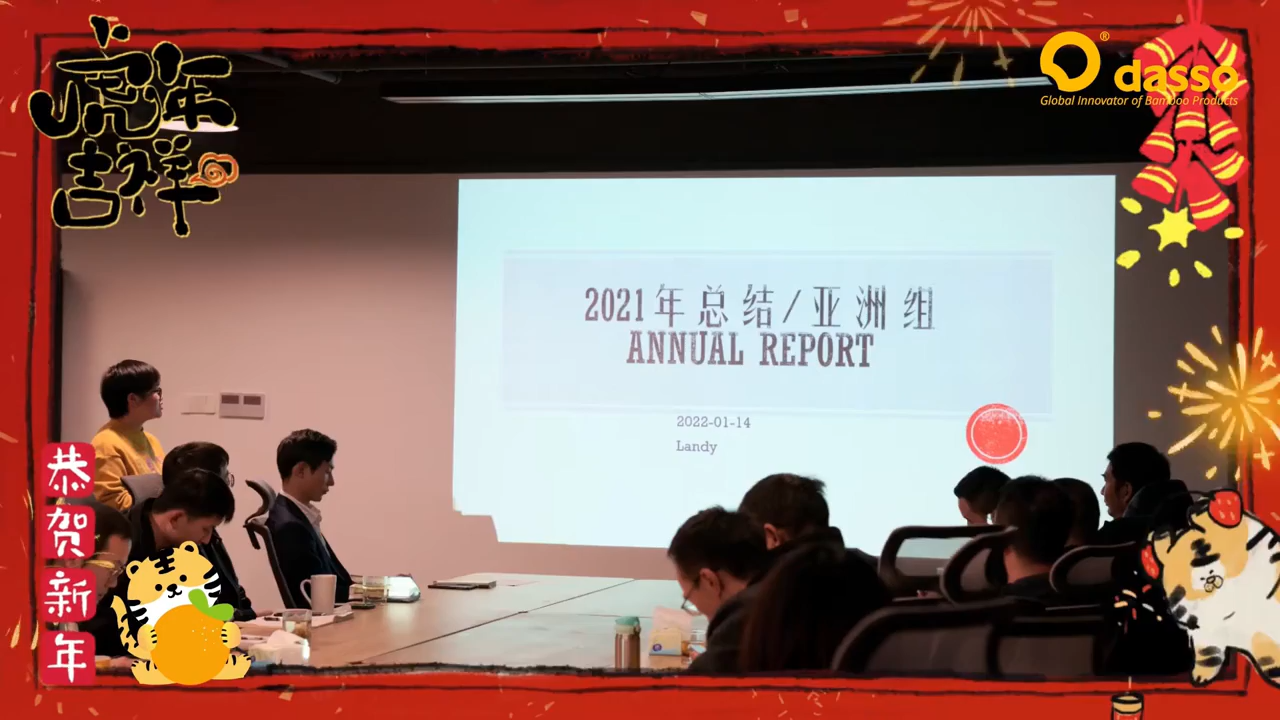 虎年
吉祥
dasso®
Global Innovator of Bamboo Products
2021年总结/亚洲组
ANNUAL REPORT
2022-01-14
Landy
恭
贺
新
年